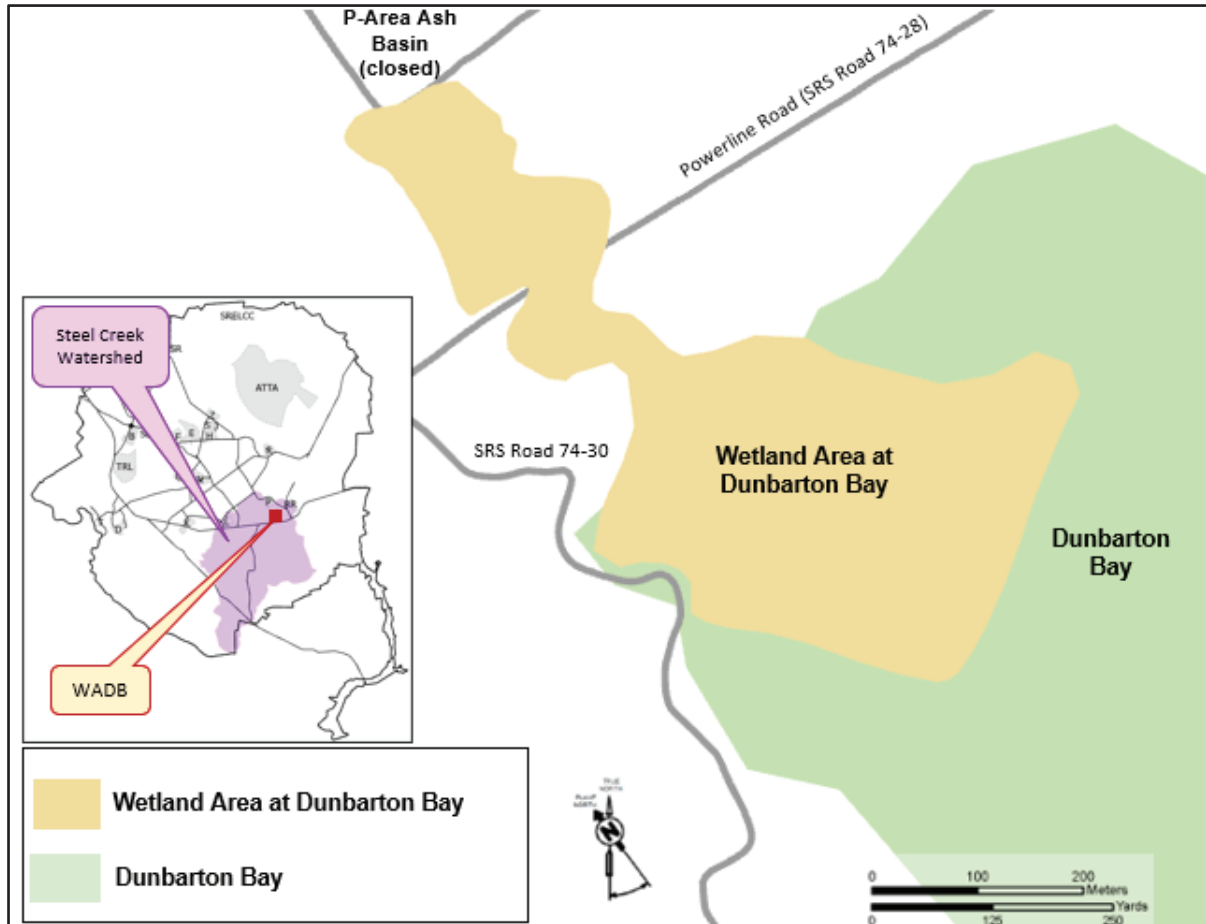 P-Area Ash
Basin
(closed)
Powerline Road (SRS Road 74-28)
Steel Creek
Watershed
SRELCC
ATTA
TRL
SRS Road 74-30
Wetland Area at
Dunbarton Bay
Dunbarton
Bay
WADB
Wetland Area at Dunbarton Bay
Dunbarton Bay
TRUE
NORTH
PLANT
NORTH
N
0 100 200
Meters
Yards
0 125 250